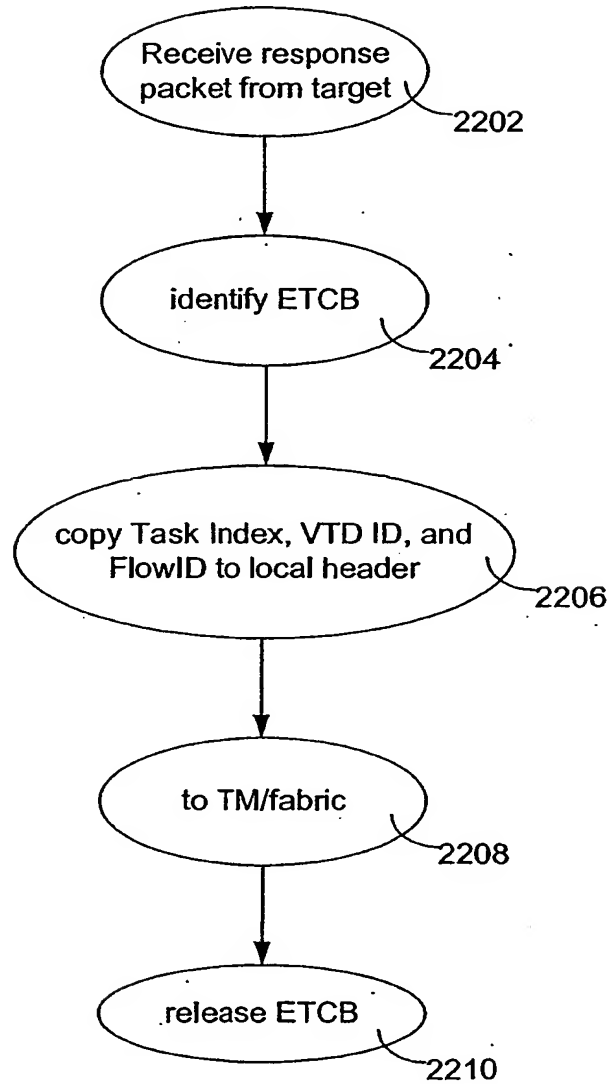 Receive response
packet from target
2202
identify ETCB
2204
copy Task Index, VTD ID, and
FlowID to local header
2206
to TM/fabric
2208
release ETCB
2210